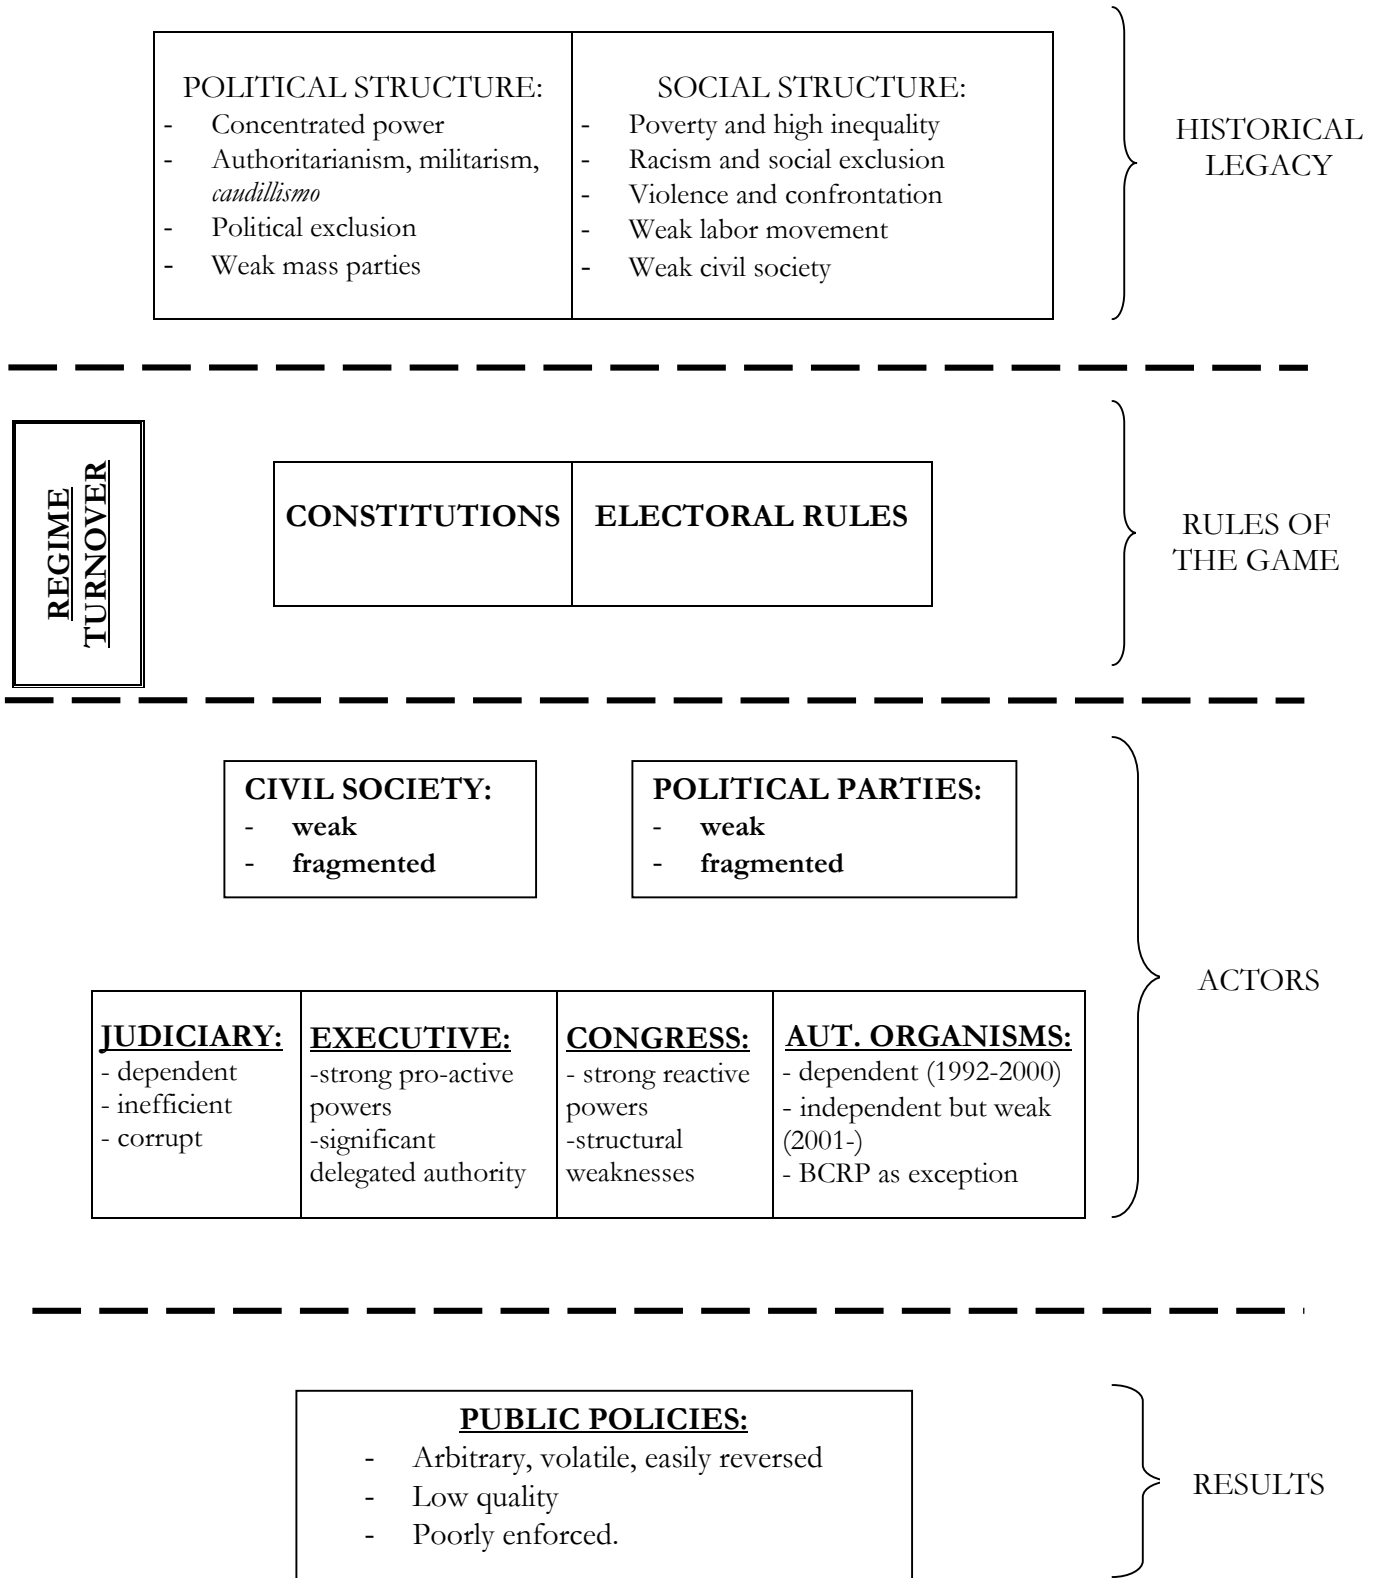 POLITICAL STRUCTURE:
- Concentrated power
- Authoritarianism, militarism,
caudillismo
- Political exclusion
- Weak mass parties
SOCIAL STRUCTURE:
- Poverty and high inequality
- Racism and social exclusion
- Violence and confrontation
- Weak labor movement
- Weak civil society
HISTORICAL
LEGACY
REGIME
TURNOVER
CONSTITUTIONS
ELECTORAL RULES
RULES OF
THE GAME
CIVIL SOCIETY:
- weak
- fragmented
POLITICAL PARTIES:
- weak
- fragmented
ACTORS
JUDICIARY:
- dependent
- inefficient
- corrupt
EXECUTIVE:
-strong pro-active
powers
-significant
delegated authority
CONGRESS:
- strong reactive
powers
-structural
weaknesses
AUT. ORGANISMS:
- dependent (1992-2000)
- independent but weak
(2001-)
- BCRP as exception
PUBLIC POLICIES:
- Arbitrary, volatile, easily reversed
- Low quality
- Poorly enforced.
RESULTS